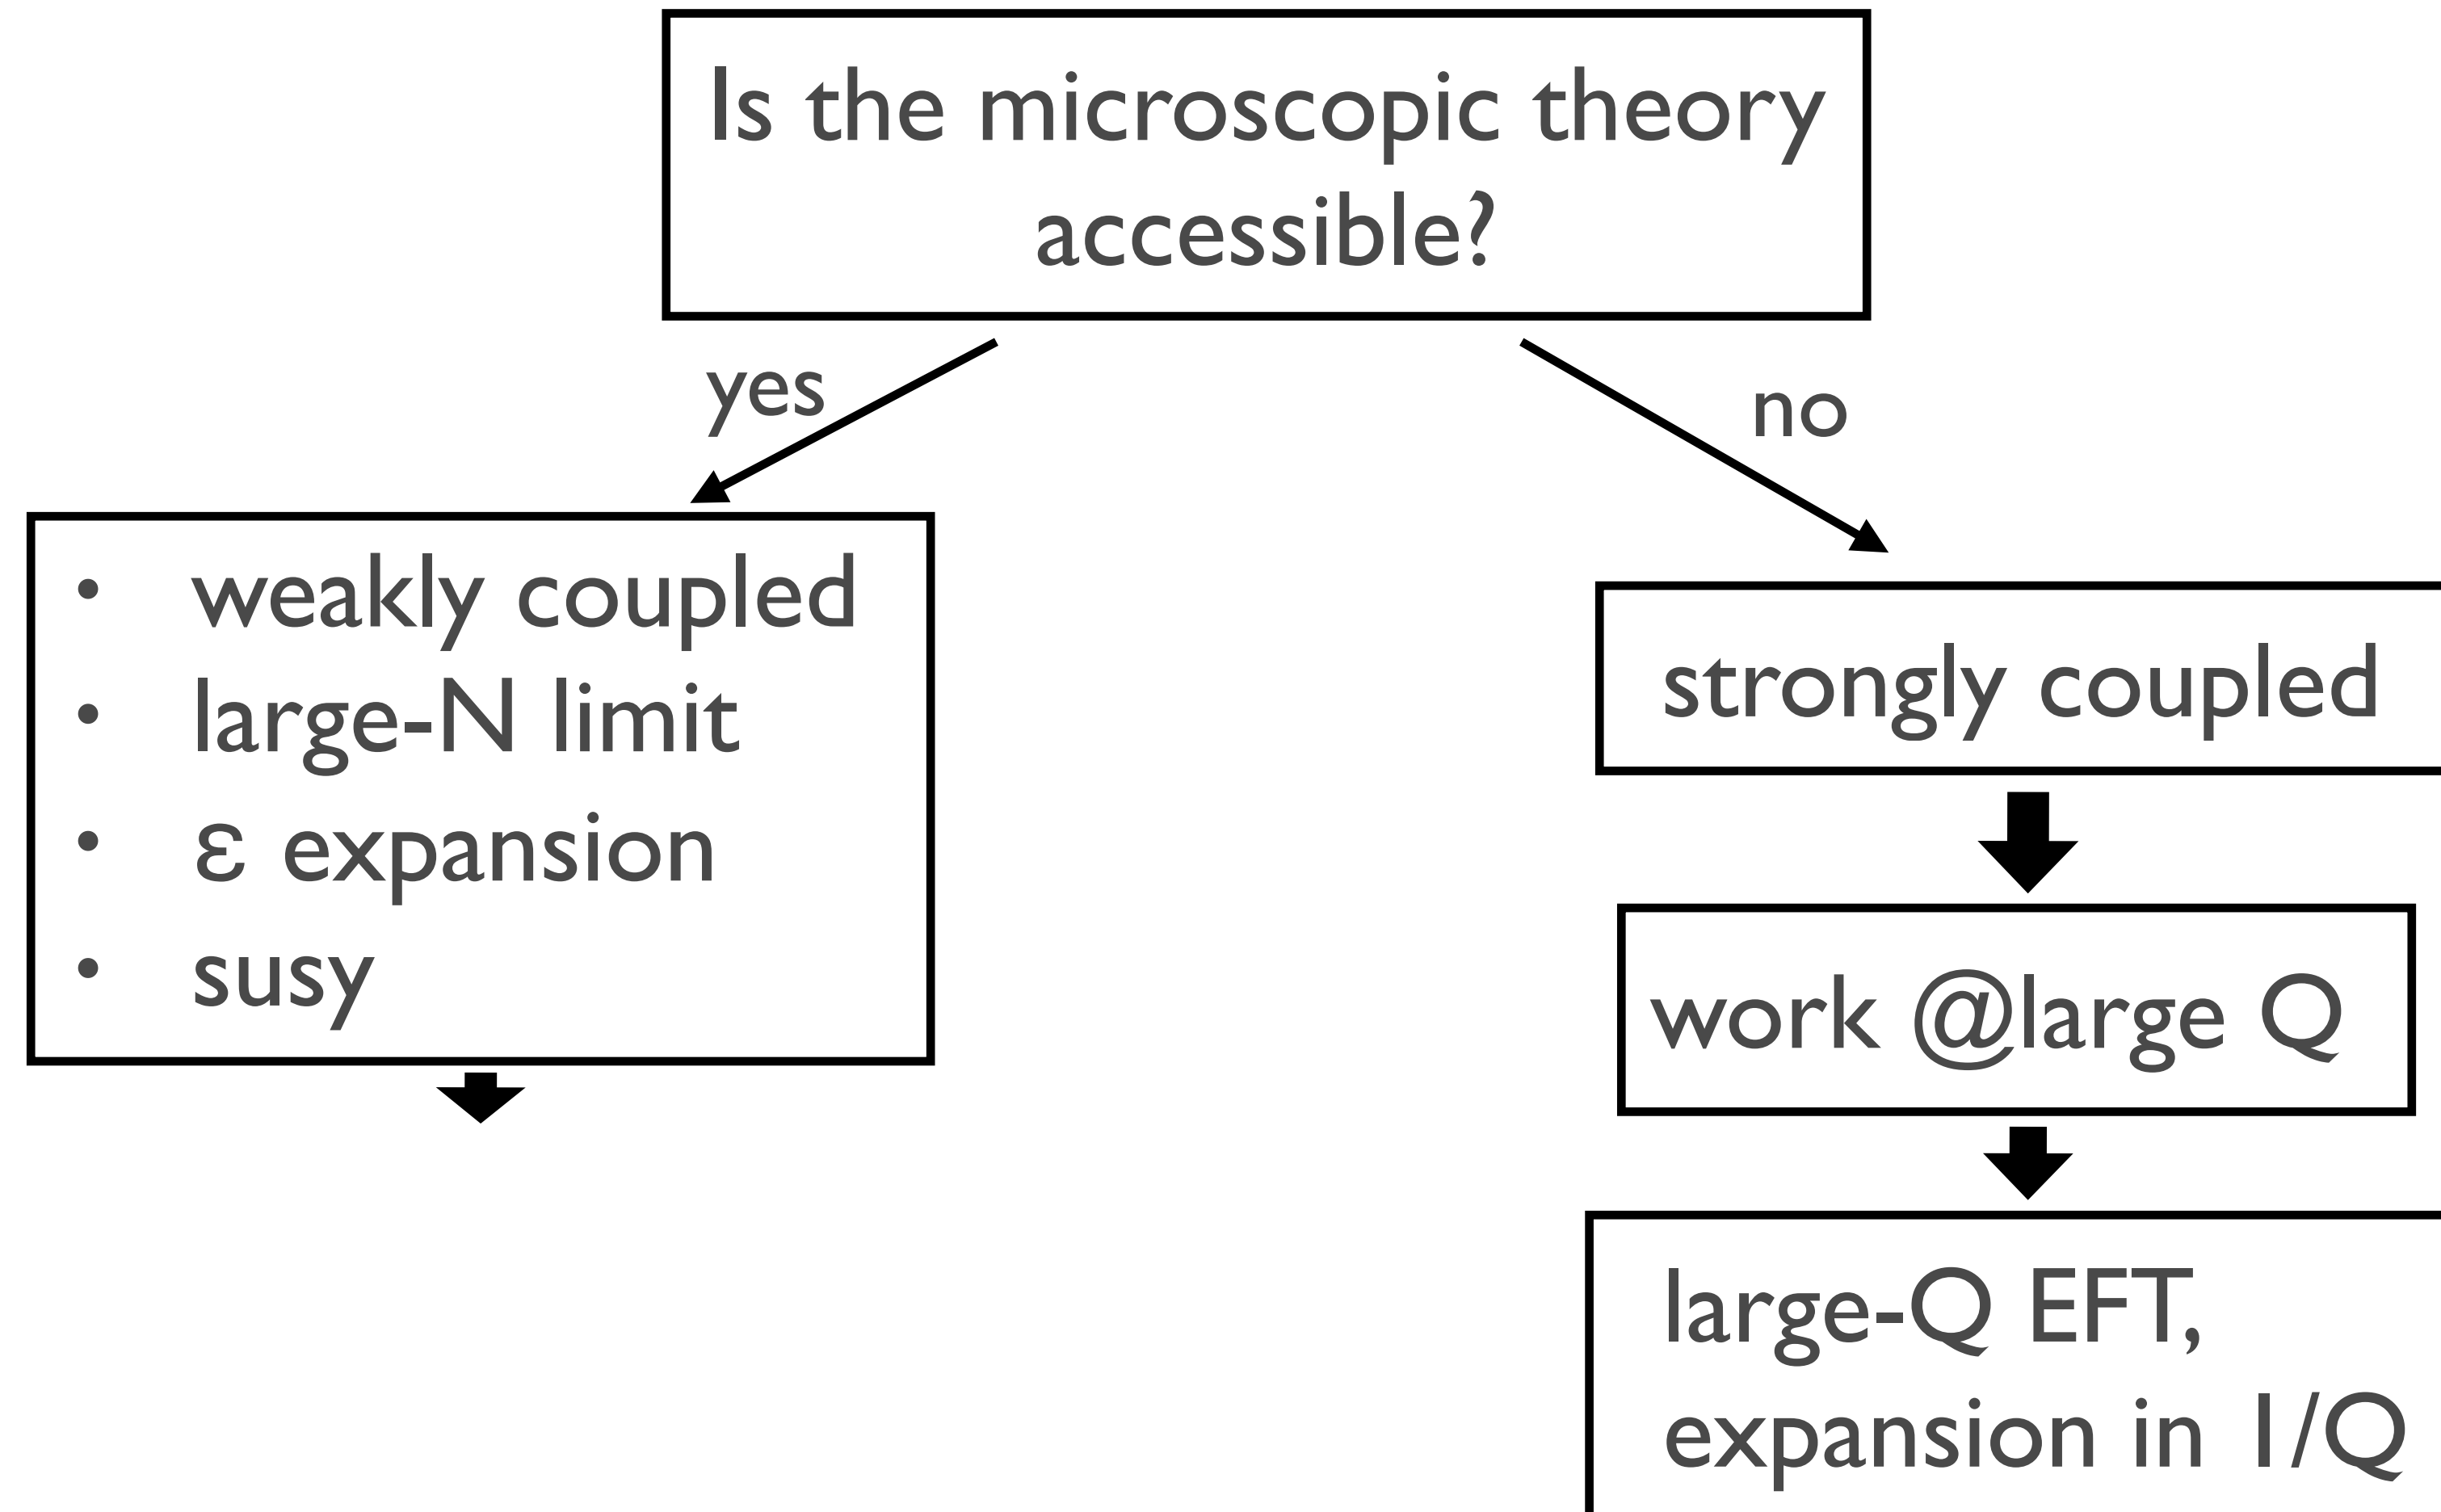 Is the microscopic theory
accessible?
yes
no
• weakly coupled
• large-N limit
• ε expansion
• susy
strongly coupled
work @large Q
large-Q EFT,
expansion in 1/Q